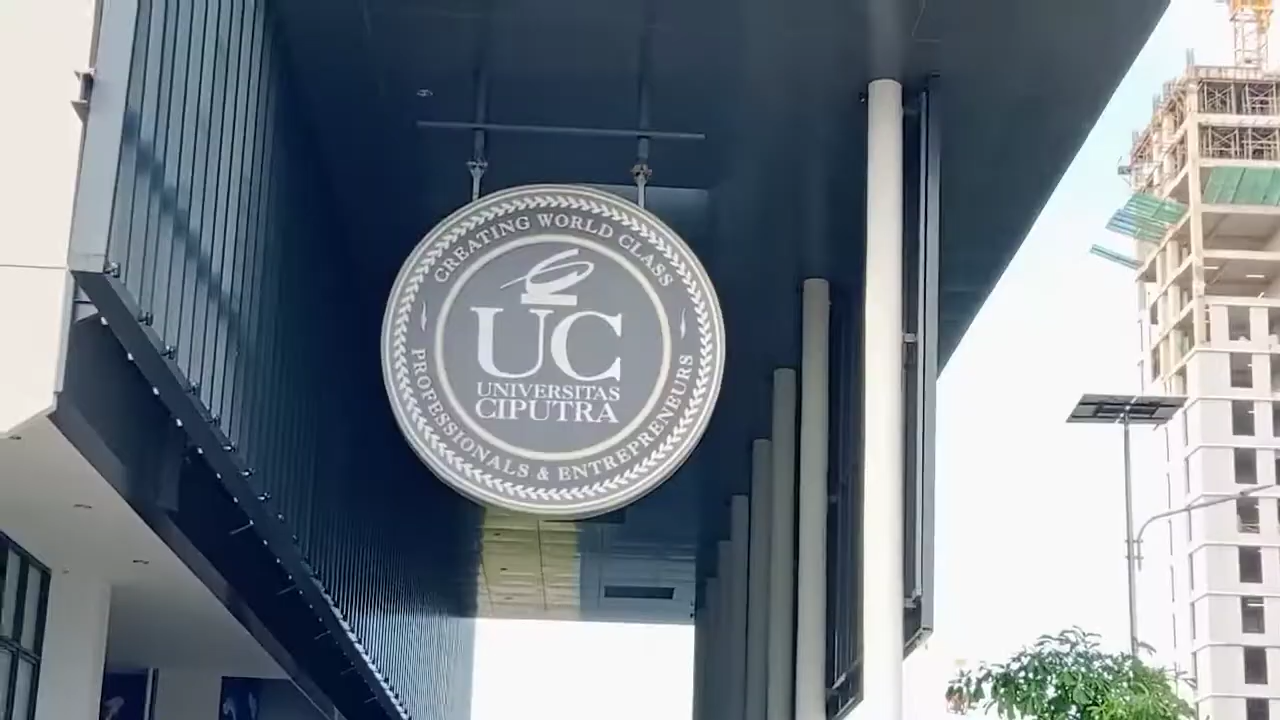 CREATING WORLD CLASS
UC
UNIVERSITAS
CIPUTRA
PROFESSIONALS & ENTREPRENEURS